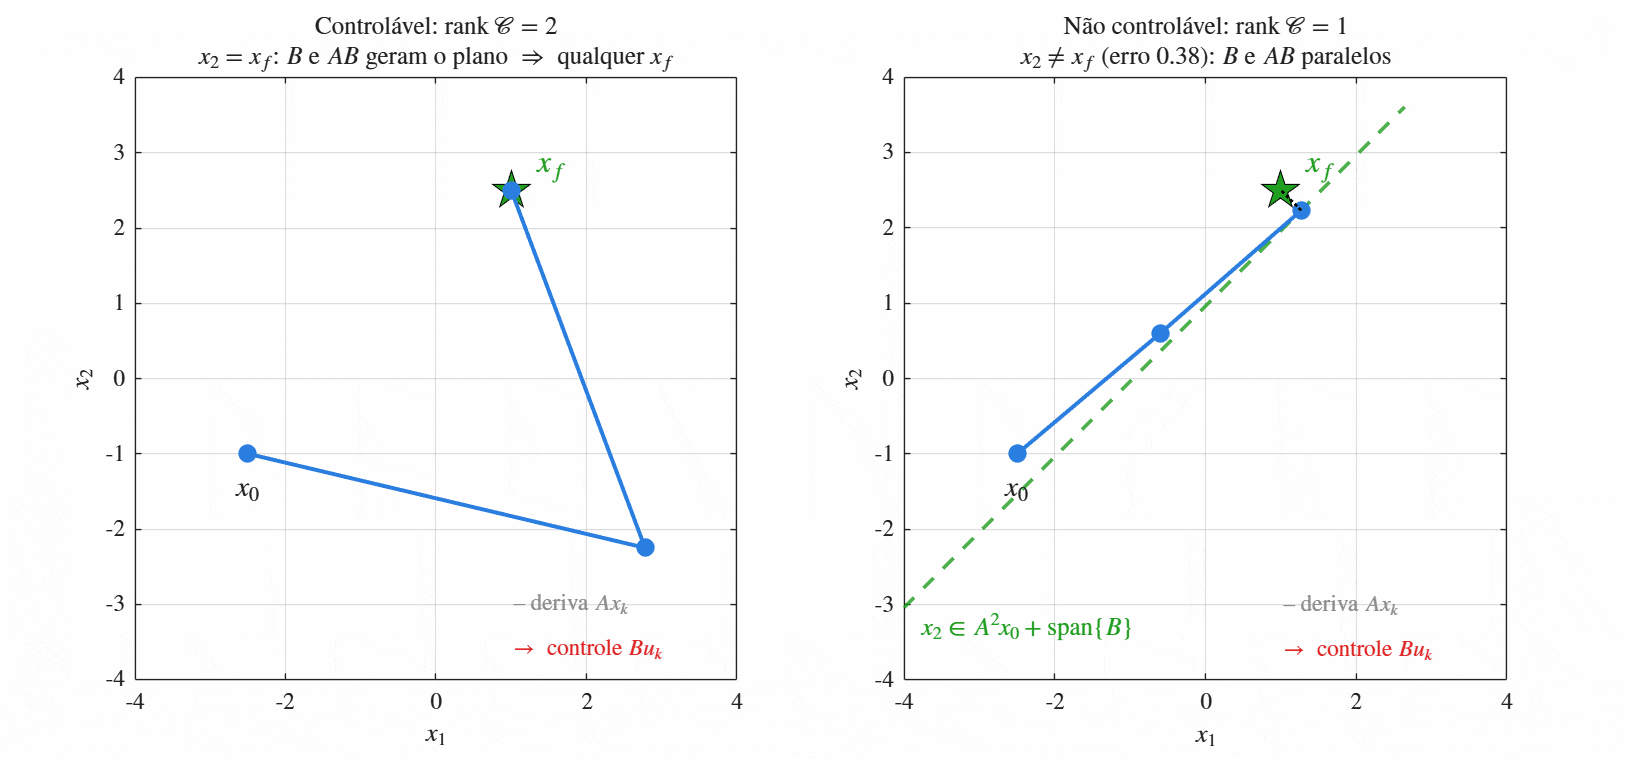 Controlável: rank 𝒞 = 2
x₂ = x_f: B e AB geram o plano ⇒ qualquer x_f
4
3
2
1
0
-1
-2
-3
-4
-4
-2
0
2
4
x₁
x₂
x_f
x₀
– deriva Ax_k
→ controle Bu_k
Não controlável: rank 𝒞 = 1
x₂ ≠ x_f (erro 0.38): B e AB paralelos
4
3
2
1
0
-1
-2
-3
-4
-4
-2
0
2
4
x₁
x₂
x_f
x₀
– deriva Ax_k
x₂ ∈ A²x₀ + span{B}
→ controle Bu_k